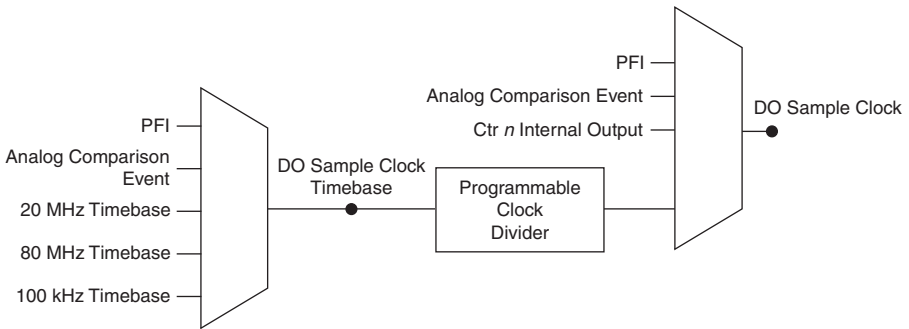 PFI
Analog Comparison
Event
20 MHz Timebase
80 MHz Timebase
100 kHz Timebase
DO Sample Clock
Timebase
Programmable
Clock
Divider
PFI
Analog Comparison Event
Ctr n Internal Output
DO Sample Clock